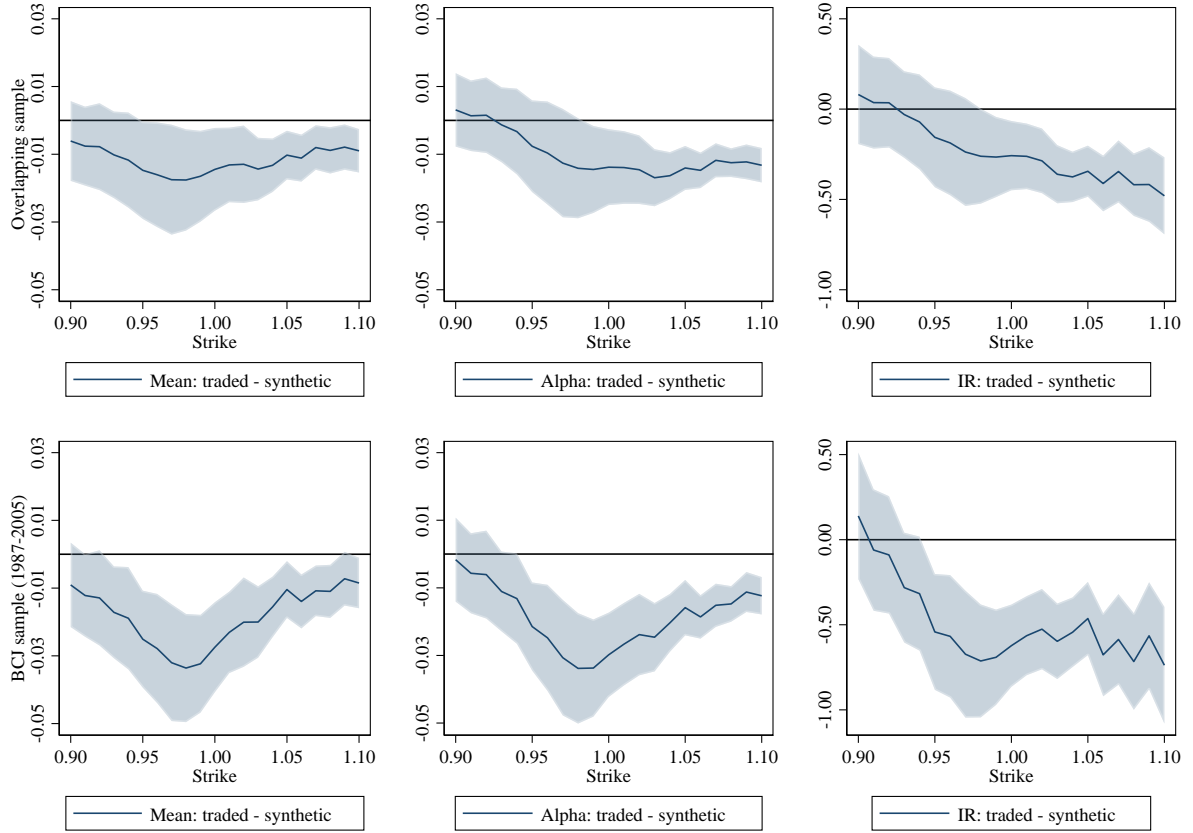 Overlapping sample
0.03
0.01
-0.01
-0.03
-0.05
0.90 0.95 1.00 1.05 1.10
Strike
Mean: traded - synthetic
0.03
0.01
-0.01
-0.03
-0.05
0.90 0.95 1.00 1.05 1.10
Strike
Alpha: traded - synthetic
0.50
0.00
-0.50
-1.00
0.90 0.95 1.00 1.05 1.10
Strike
IR: traded - synthetic
BCJ sample (1987-2005)
0.03
0.01
-0.01
-0.03
-0.05
0.90 0.95 1.00 1.05 1.10
Strike
Mean: traded - synthetic
0.03
0.01
-0.01
-0.03
-0.05
0.90 0.95 1.00 1.05 1.10
Strike
Alpha: traded - synthetic
0.50
0.00
-0.50
-1.00
0.90 0.95 1.00 1.05 1.10
Strike
IR: traded - synthetic